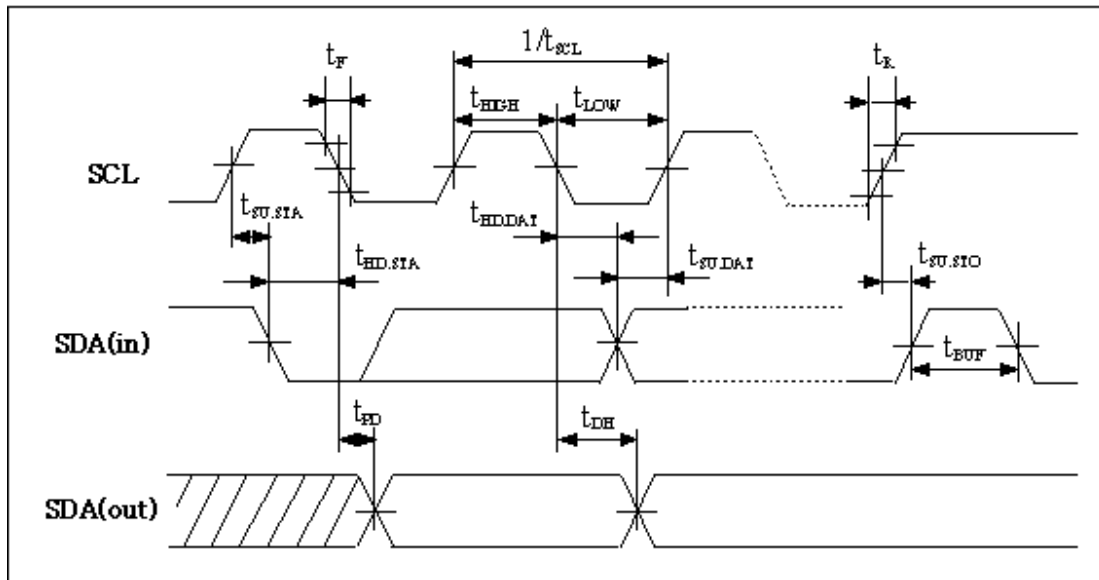 1/tSCL
tF
tR
tHIGH
tLOW
SCL
tSU.STA
tHD.DAT
tHD.STA
tSU.DAT
tSU.STO
SDA(in)
tBUF
tPD
tDH
SDA(out)